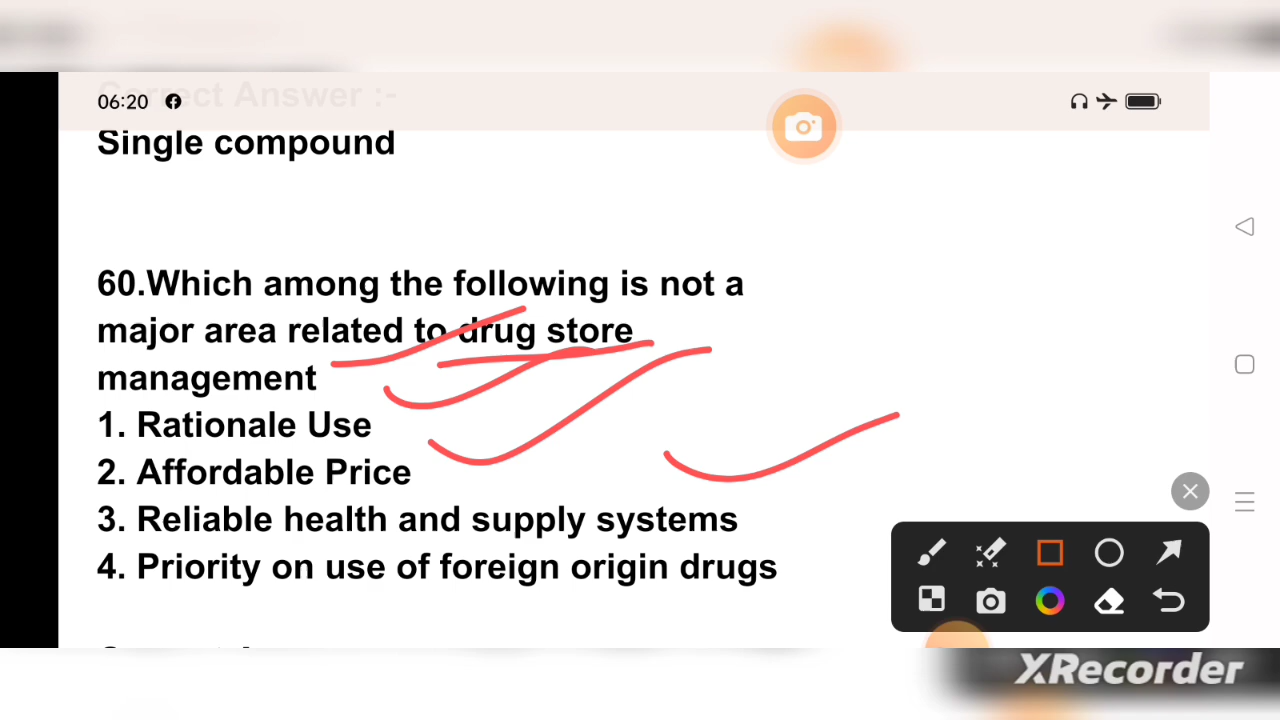 Correct Answer :-
06:20
Single compound
60.Which among the following is not a
major area related to drug store
management
1. Rationale Use
2. Affordable Price
3. Reliable health and supply systems
4. Priority on use of foreign origin drugs
XRecorder